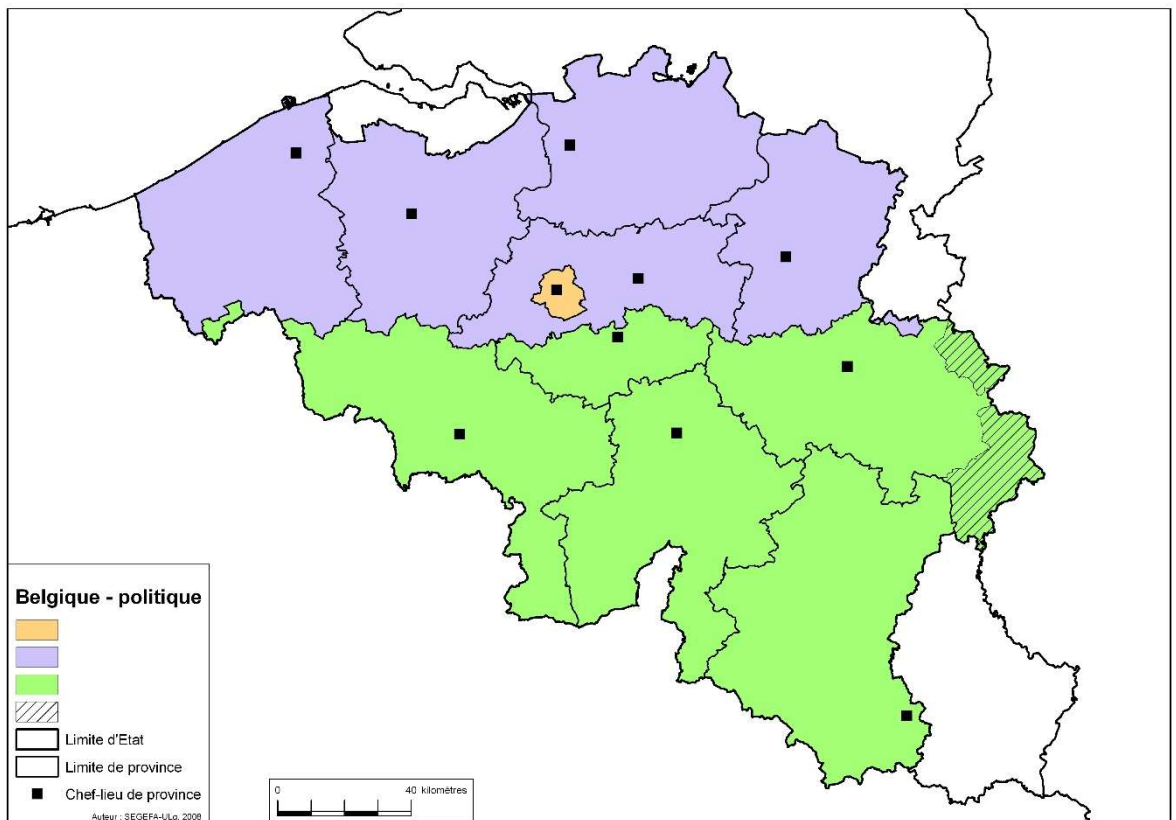 Belgique - politique
Limite d'Etat
Limite de province
Chef-lieu de province
Auteur : SEGEFA-ULg, 2008
0 40 kilomètres